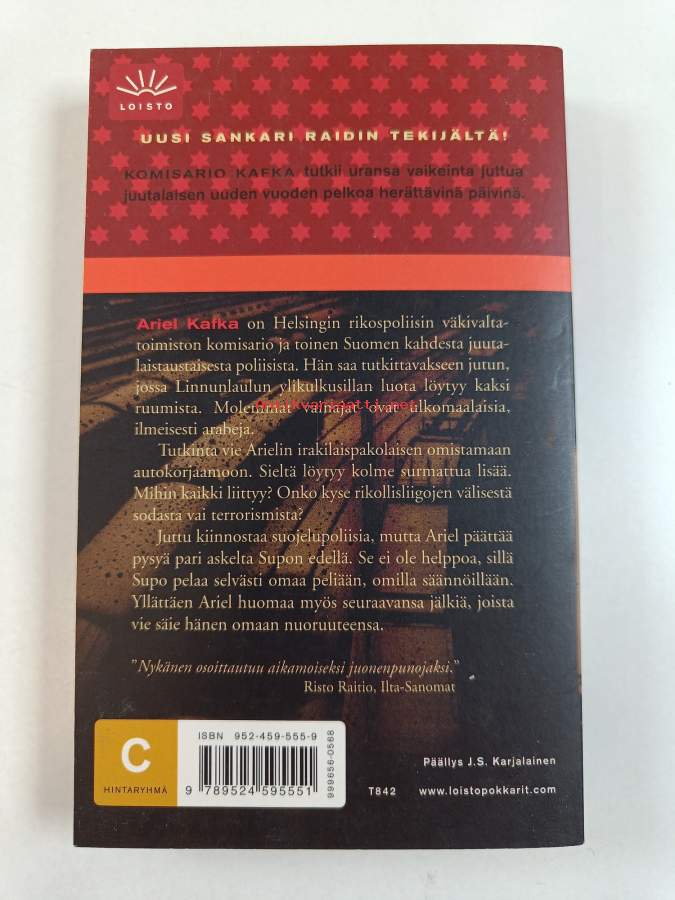 LOISTO
UUSI SANKARI RAIDIN TEKIJÄLTÄ!
KOMISARIO KAFKA tutkii uransa vaikeinta juttua
juutalaisen uuden vuoden pelkoa herättävinä päivinä.
Ariel Kafka on Helsingin rikospoliisin väkivalta-
toimiston komisario ja toinen Suomen kahdesta juuta-
laistaustaisesta poliisista. Hän saa tutkittavakseen jutun,
jossa Linnunlaulun ylikulkusillan luota löytyy kaksi
ruumista. Molemmat vainajat ovat ulkomaalaisia,
ilmeisesti arabeja.
Tutkinta vie Arielin irakilaispakolaisen omistamaan
autokorjaamoon. Sieltä löytyy kolme surmattua lisää.
Mihin kaikki liittyy? Onko kyse rikollisliigojen välisestä
sodasta vai terrorismista?
Juttu kiinnostaa suojelupoliisia, mutta Ariel päättää
pysyä pari askelta Supon edellä. Se ei ole helppoa, sillä
Supo pelaa selvästi omaa peliään, omilla säännöillään.
Yllättäen Ariel huomaa myös seuraavansa jälkiä, joista
vie säie hänen omaan nuoruuteensa.
"Nykänen osoittautuu aikamoiseksi juonenpunojaksi."
Risto Raitio, Ilta-Sanomat
C
HINTARYHMÄ
ISBN 952-459-555-9
9 789524 595551
999656-0568
Päällys J.S. Karjalainen
T842 www.loistopokkarit.com